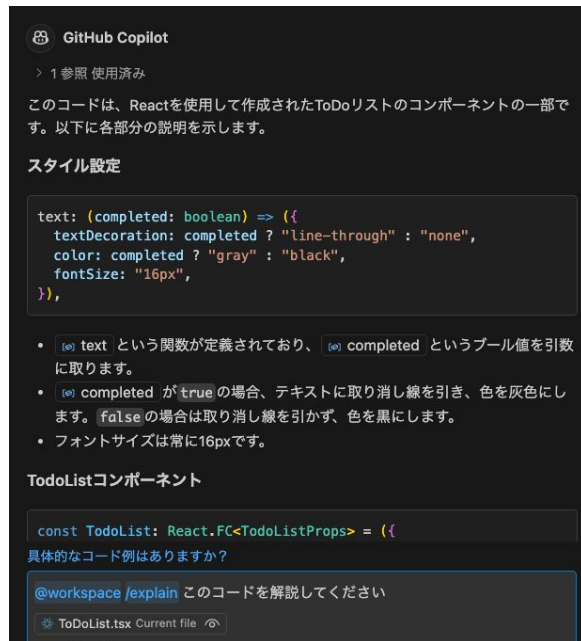 GitHub Copilot
> 1 参照 使用済み
このコードは、Reactを使用して作成されたToDoリストのコンポーネントの一部で
す。以下に各部分の説明を示します。
スタイル設定
text: (completed: boolean) => ({
textDecoration: completed ? "line-through" : "none",
color: completed ? "gray" : "black",
fontSize: "16px",
}),
• text という関数が定義されており、 completed というブール値を引数
に取ります。
• completed がtrueの場合、テキストに取り消し線を引き、色を灰色にし
ます。falseの場合は取り消し線を引かず、色を黒にします。
• フォントサイズは常に16pxです。
TodoListコンポーネント
const TodoList: React.FC<TodoListProps> = ({
具体的なコード例はありますか？
@workspace /explain このコードを解説してください
ToDoList.tsx Current file